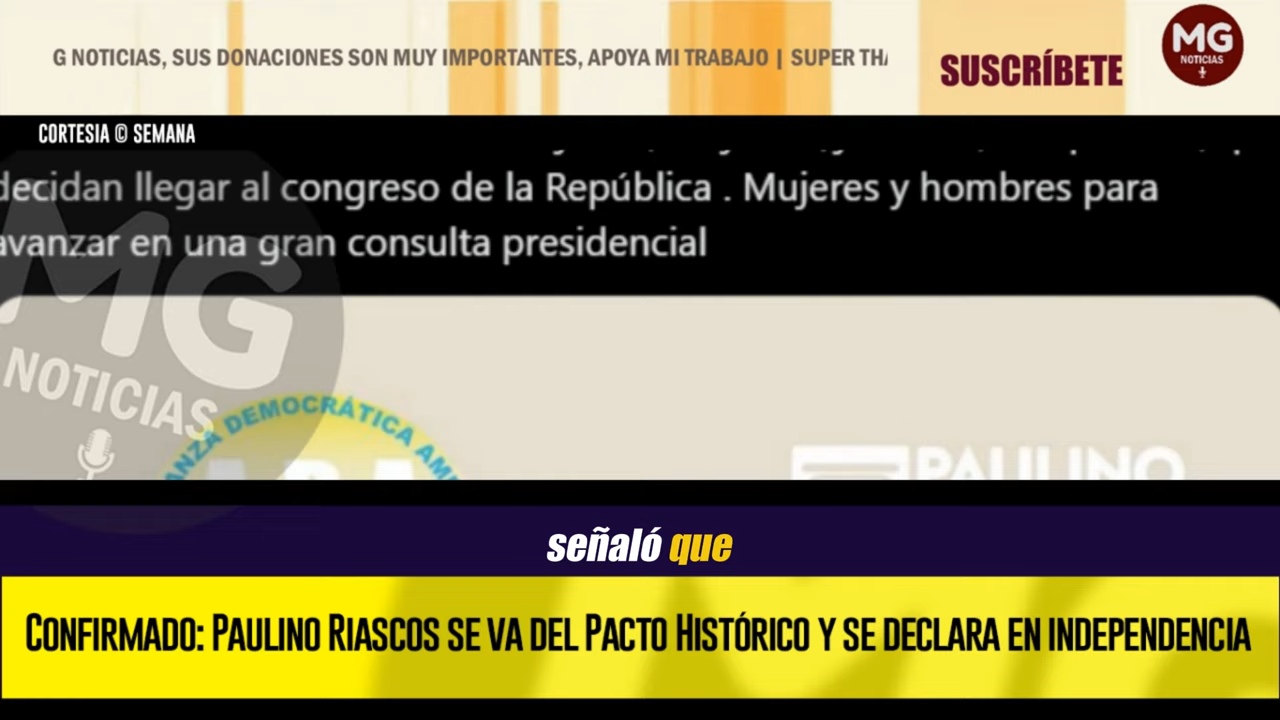 G NOTICIAS, SUS DONACIONES SON MUY IMPORTANTES, APOYA MI TRABAJO | SUPER THA
SUSCRÍBETE
MG
NOTICIAS
CORTESIA © SEMANA
decidan llegar al congreso de la República . Mujeres y hombres para
avanzar en una gran consulta presidencial
MG
NOTICIAS
ANZA DEMOCRÁTICA AM
PAULINO
señaló que
CONFIRMADO: PAULINO RIASCOS SE VA DEL PACTO HISTÓRICO Y SE DECLARA EN INDEPENDENCIA